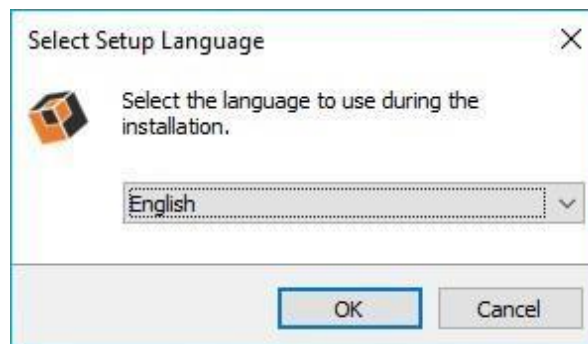 Select Setup Language
Select the language to use during the
installation.
English
OK
Cancel